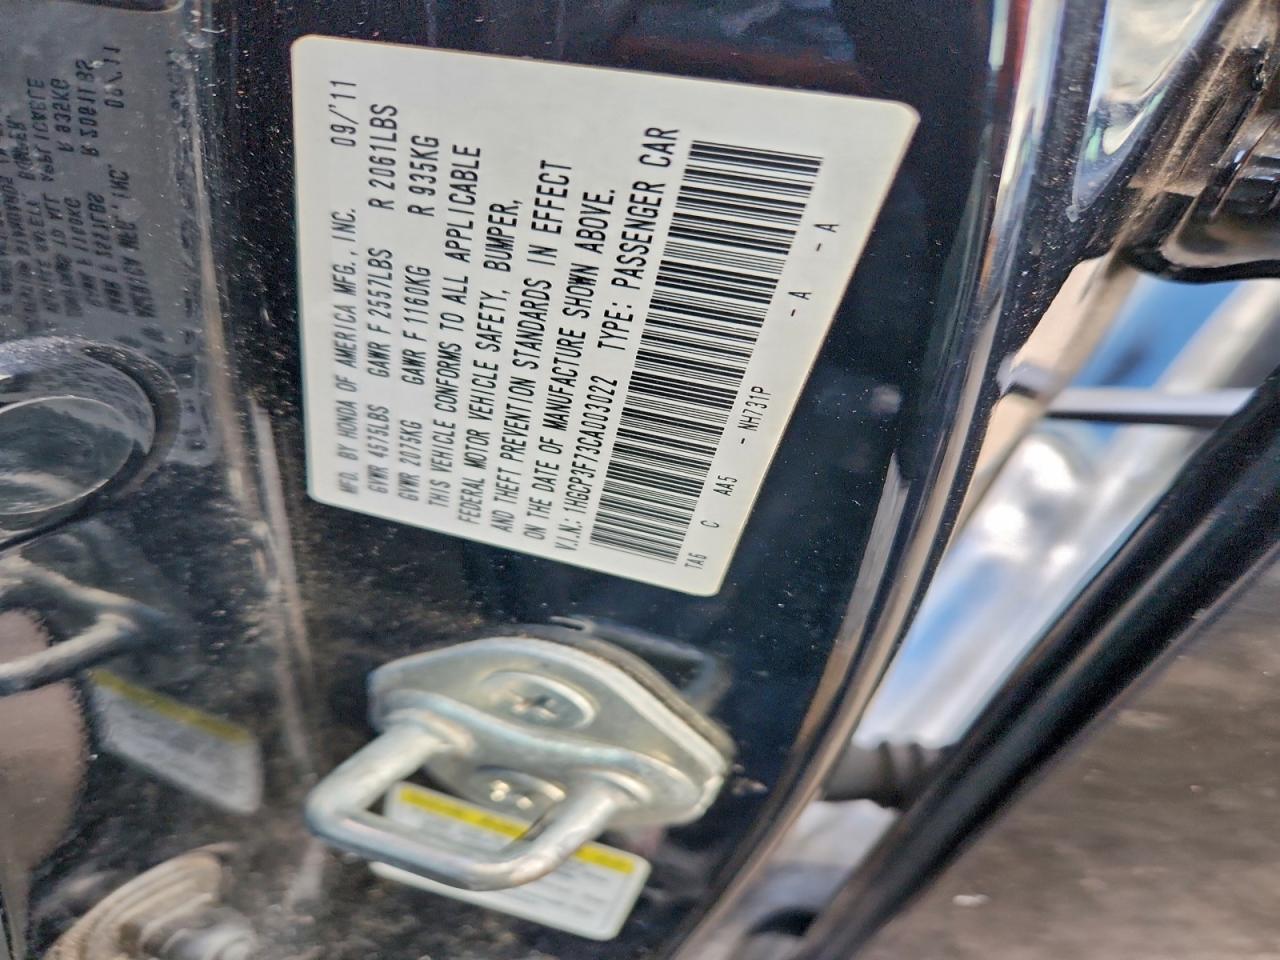 MFD. BY HONDA OF AMERICA MFG., INC. 09/'11
GVWR 4575LBS GAWR F 2557LBS R 2061LBS
GVWR 2075KG GAWR F 1160KG R 935KG
THIS VEHICLE CONFORMS TO ALL APPLICABLE
FEDERAL MOTOR VEHICLE SAFETY, BUMPER,
AND THEFT PREVENTION STANDARDS IN EFFECT
ON THE DATE OF MANUFACTURE SHOWN ABOVE.
V.I.N.: 1HGCP3F73CA003022 TYPE: PASSENGER CAR
TA6 C AA5 - NH731P - A - A